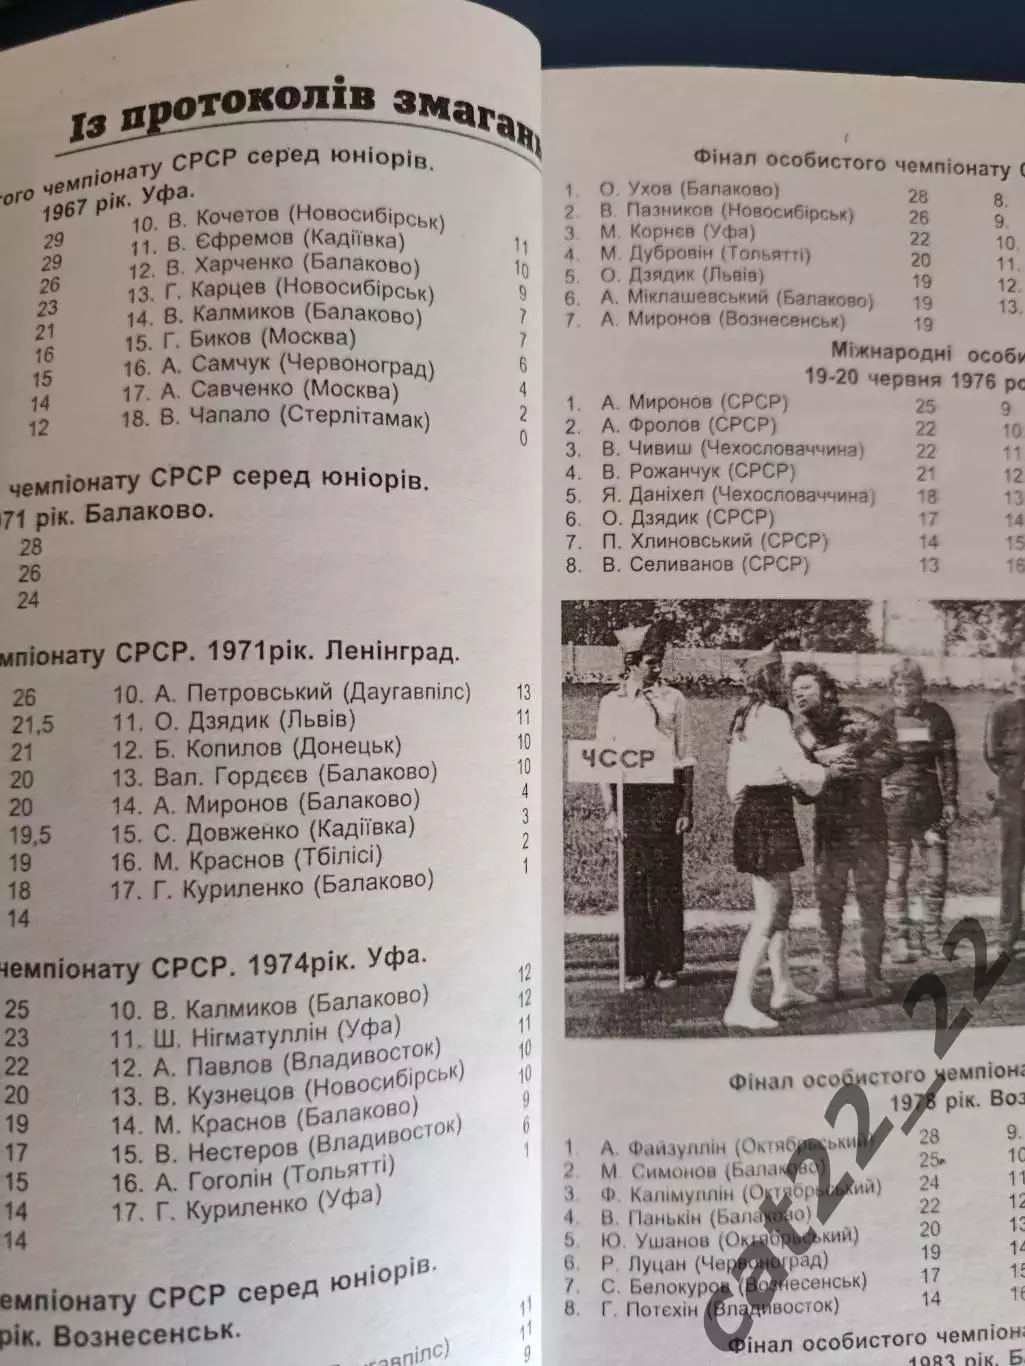 Із протоколів змагань
чемпіонату СРСР серед юніорів.
1967 рік. Уфа.
29
29
26
23
21
16
15
14
12
10. В. Кочетов (Новосибірськ) 11
11. В. Єфремов (Кадіївка) 10
12. В. Харченко (Балаково) 9
13. Г. Карцев (Новосибірськ) 7
14. В. Калмиков (Балаково) 7
15. Г. Биков (Москва) 6
16. А. Самчук (Червоноград) 4
17. А. Савченко (Москва) 2
18. В. Чапало (Стерлітамак) 0
чемпіонату СРСР серед юніорів.
71 рік. Балаково.
28
26
24
мпіонату СРСР. 1971рік. Ленінград.
26
21,5
21
20
20
19,5
19
18
14
10. А. Петровський (Даугавпілс) 13
11. О. Дзядик (Львів) 11
12. Б. Копилов (Донецьк) 10
13. Вал. Гордєєв (Балаково) 10
14. А. Миронов (Балаково) 4
15. С. Довженко (Кадіївка) 3
16. М. Краснов (Тбілісі) 2
17. Г. Куриленко (Балаково) 1
чемпіонату СРСР. 1974рік. Уфа.
25
23
22
20
19
17
15
14
14
10. В. Калмиков (Балаково) 12
11. Ш. Нігматуллін (Уфа) 12
12. А. Павлов (Владивосток) 11
13. В. Кузнецов (Новосибірськ) 10
14. М. Краснов (Балаково) 10
15. В. Нестеров (Владивосток) 9
16. А. Гоголін (Тольятті) 6
17. Г. Куриленко (Уфа) 1
емпіонату СРСР серед юніорів.
рік. Вознесенськ.
11
11
9
Фінал особистого чемпіонату С
1. О. Ухов (Балаково) 28 8.
2. В. Пазников (Новосибірськ) 26 9.
3. М. Корнєв (Уфа) 22 10.
4. М. Дубровін (Тольятті) 20 11.
5. О. Дзядик (Львів) 19 12.
6. А. Міклашевський (Балаково) 19 13.
7. А. Миронов (Вознесенськ) 19
Міжнародні особи
19-20 червня 1976 ро
1. А. Миронов (СРСР) 25 9
2. А. Фролов (СРСР) 22 10
3. В. Чивиш (Чехословаччина) 22 11
4. В. Рожанчук (СРСР) 21 12
5. Я. Даніхел (Чехословаччина) 18 13
6. О. Дзядик (СРСР) 17 14
7. П. Хлиновський (СРСР) 14 15
8. В. Селиванов (СРСР) 13 16
ЧССР
Фінал особистого чемпіона
1978 рік. Воз
1. А. Файзуллін (Октябрьський) 28 9.
2. М. Симонов (Балаково) 25 10
3. Ф. Калімуллін (Октябрьський) 24 11
4. В. Панькін (Балаково) 22 12
5. Ю. Ушанов (Октябрьський) 20 13
6. Р. Луцан (Червоноград) 19 14
7. С. Белокуров (Вознесенськ) 17 15
8. Г. Потєхін (Владивосток) 14 16
Фінал особистого чемпіона
1983 рік. Б
cat22_22